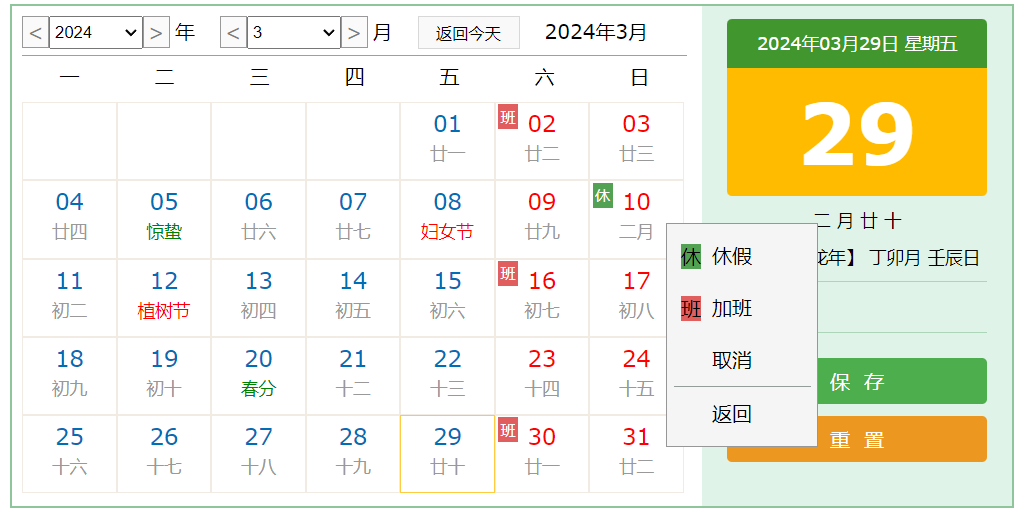 < 2024 > 年 < 3 > 月 返回今天 2024年3月
一 二 三 四 五 六 日
01 班 02 03
廿一 廿二 廿三
04 05 06 07 08 09 休 10
廿四 惊蛰 廿六 廿七 妇女节 廿九 二月
11 12 13 14 15 班 16 17
初二 植树节 初四 初五 初六 初七 初八
18 19 20 21 22 23 24
初九 初十 春分 十二 十三 十四 十五
25 26 27 28 29 班 30 31
十六 十七 十八 十九 二十 廿一 廿二
2024年03月29日 星期五
29
二月廿十
龙年】 丁卯月 壬辰日
休 休假
班 加班
取消
返回
保 存
重 置